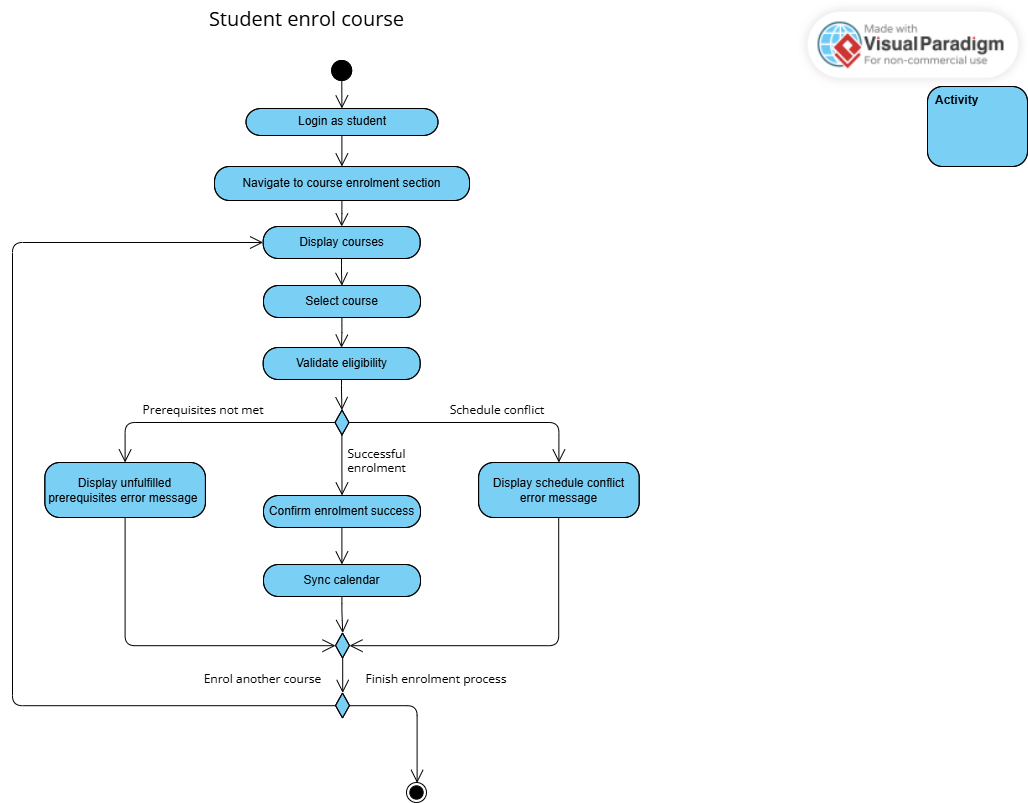 Student enrol course
Made with
VisualParadigm
For non-commercial use
Activity
Login as student
Navigate to course enrolment section
Display courses
Select course
Validate eligibility
Prerequisites not met
Schedule conflict
Successful
enrolment
Display unfulfilled
prerequisites error message
Display schedule conflict
error message
Confirm enrolment success
Sync calendar
Enrol another course
Finish enrolment process